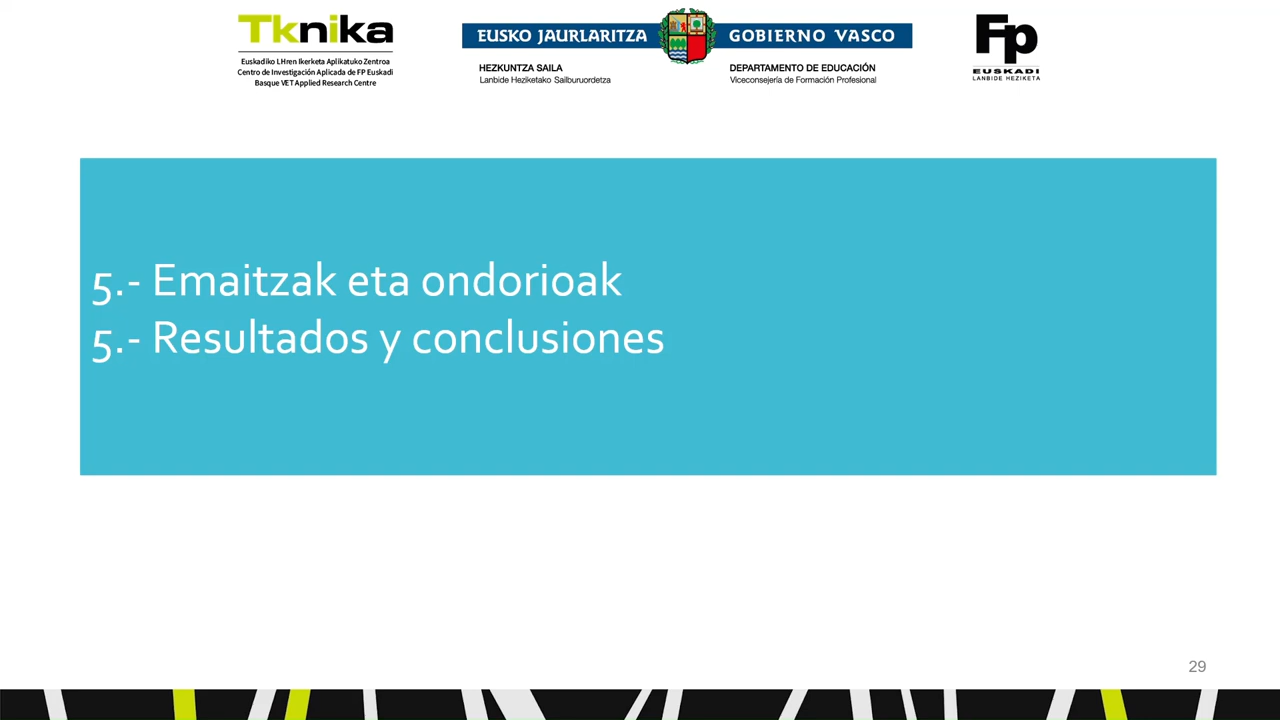 Tknika
Euskadiko LHren Ikerketa Aplikatuko Zentroa
Centro de Investigación Aplicada de FP Euskadi
Basque VET Applied Research Centre
EUSKO JAURLARITZA
GOBIERNO VASCO
HEZKUNTZA SAILA
Lanbide Heziketako Sailburuordetza
DEPARTAMENTO DE EDUCACIÓN
Viceconsejería de Formación Profesional
Fp
EUSKADI
LANBIDE HEZIKETA
5.- Emaitzak eta ondorioak
5.- Resultados y conclusiones
29